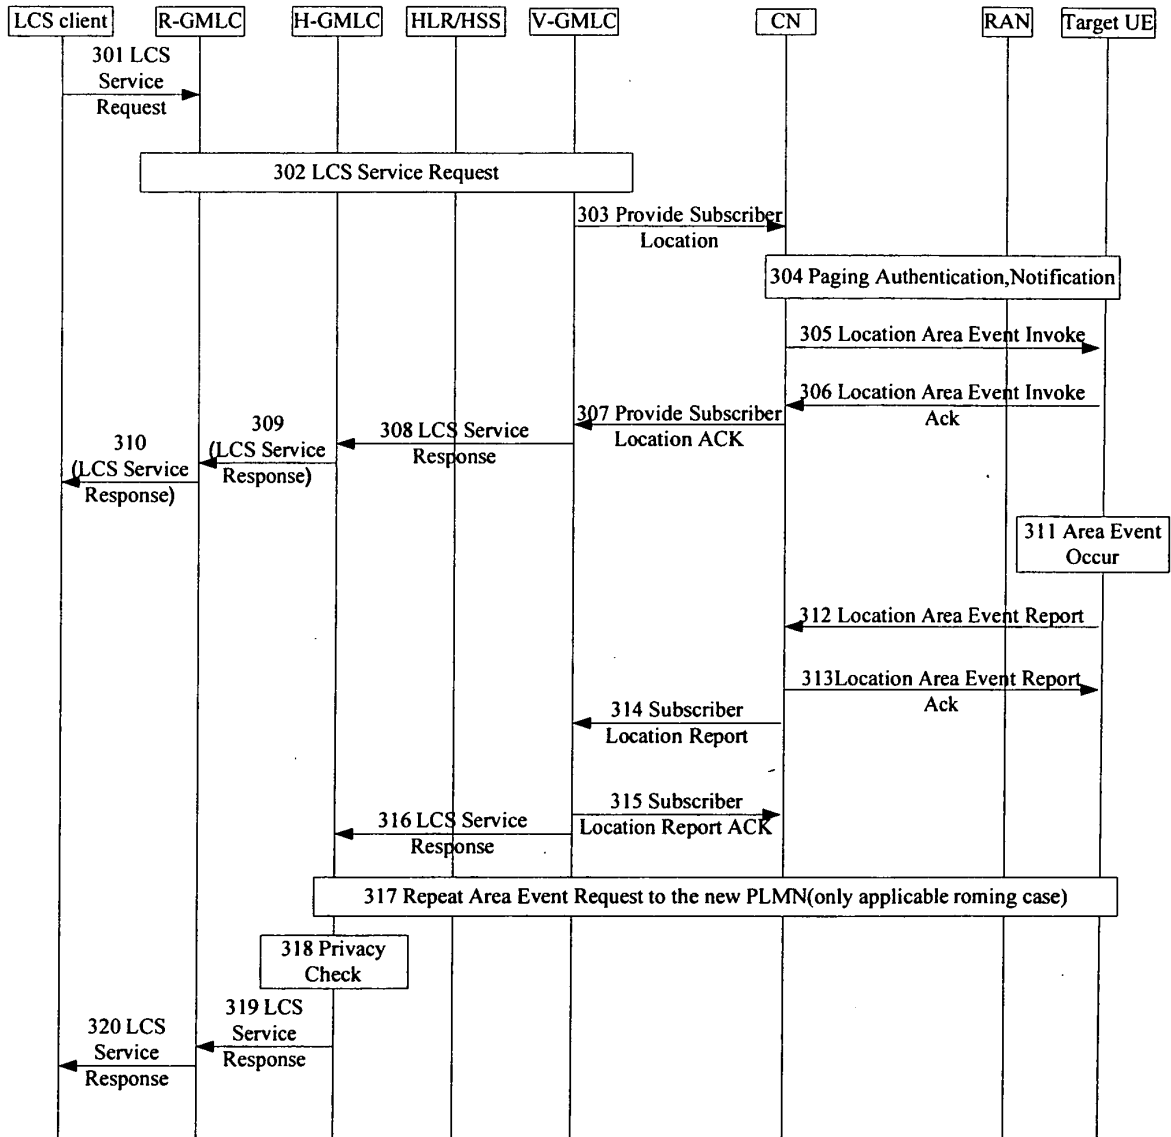 LCS client R-GMLC H-GMLC HLR/HSS V-GMLC CN RAN Target UE
301 LCS
Service
Request
302 LCS Service Request
303 Provide Subscriber
Location
304 Paging Authentication,Notification
305 Location Area Event Invoke
306 Location Area Event Invoke
Ack
307 Provide Subscriber
Location ACK
308 LCS Service
Response
309
(LCS Service
Response)
310
(LCS Service
Response)
311 Area Event
Occur
312 Location Area Event Report
313Location Area Event Report
Ack
314 Subscriber
Location Report
315 Subscriber
Location Report ACK
316 LCS Service
Response
317 Repeat Area Event Request to the new PLMN(only applicable roming case)
318 Privacy
Check
319 LCS
Service
Response
320 LCS
Service
Response